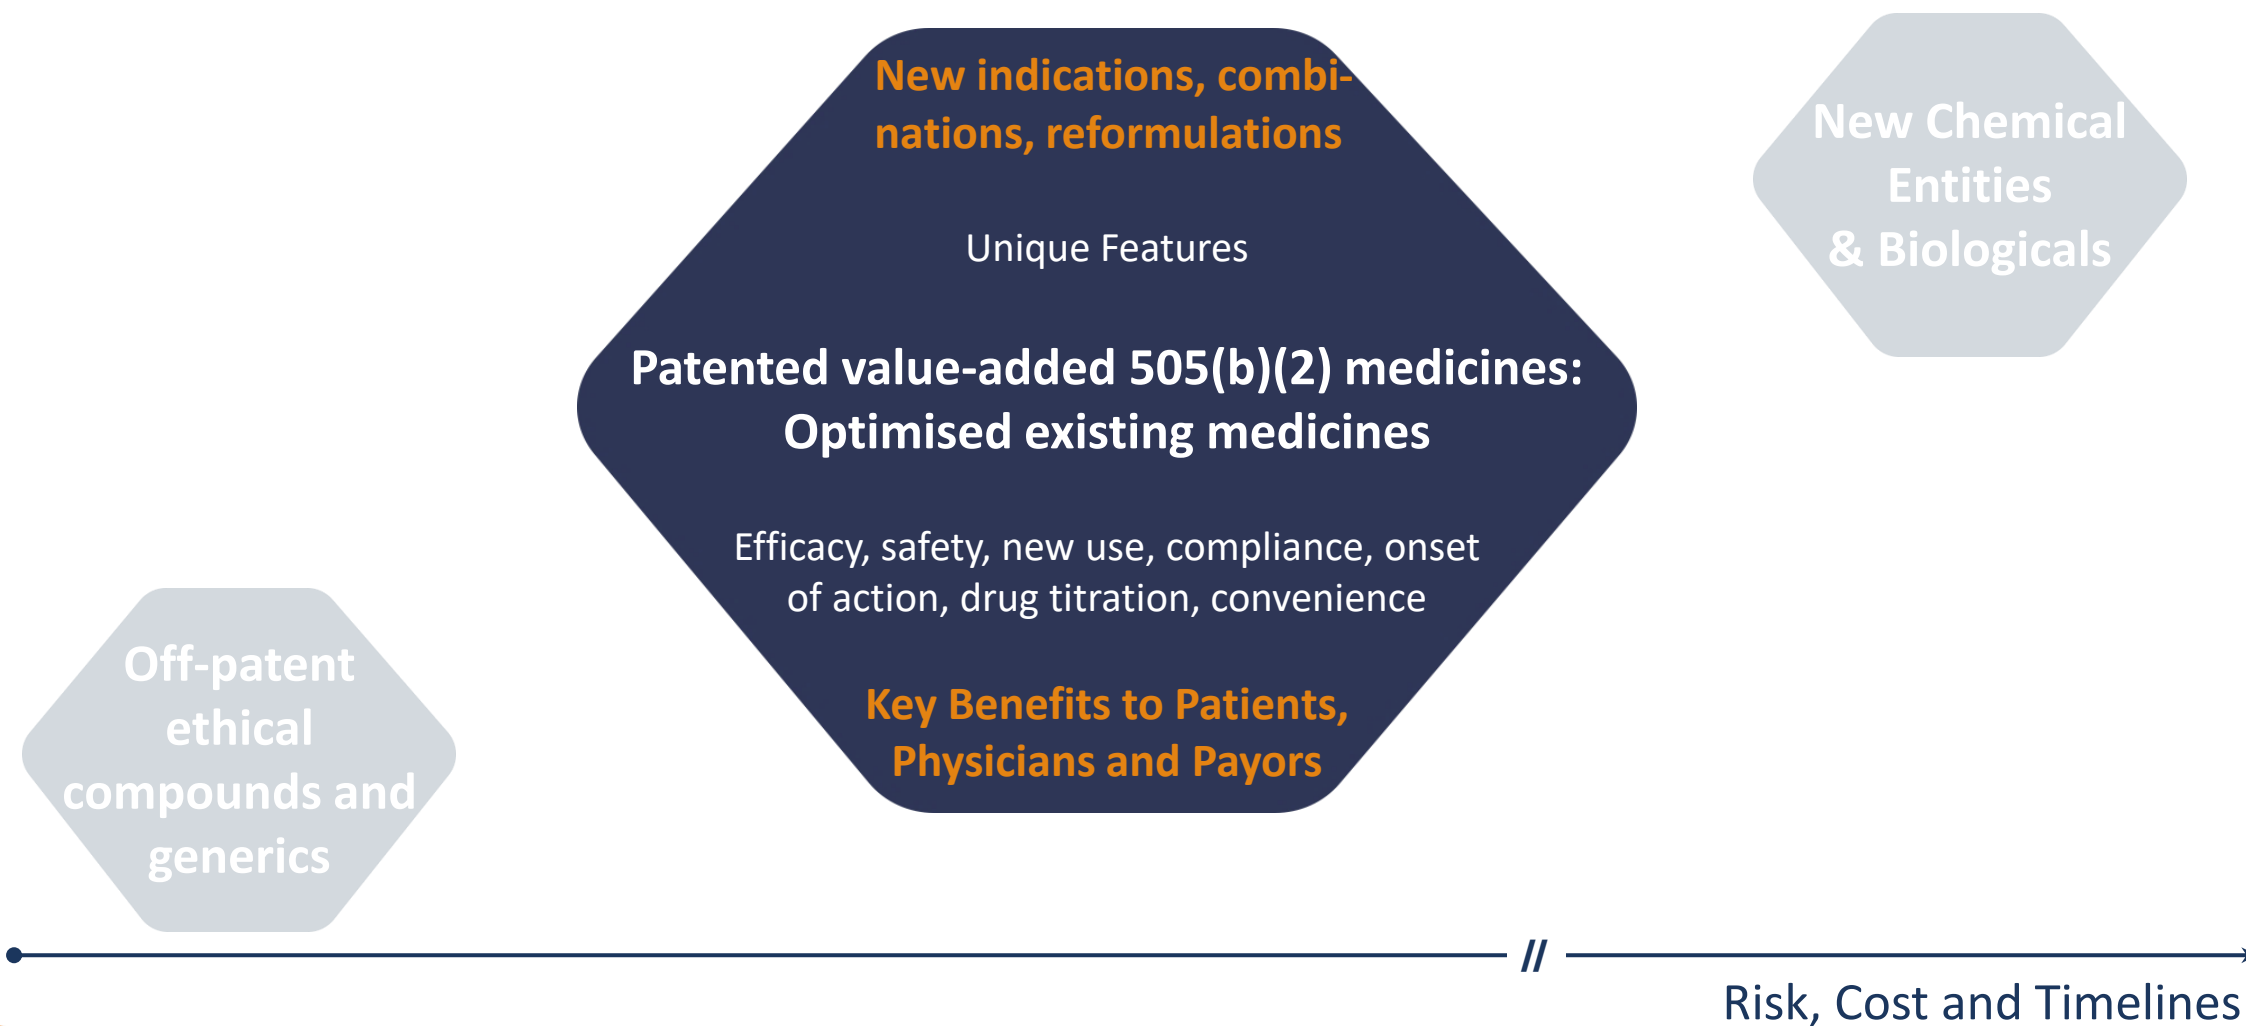 New indications, combi-
nations, reformulations
Unique Features
Patented value-added 505(b)(2) medicines:
Optimised existing medicines
Efficacy, safety, new use, compliance, onset
of action, drug titration, convenience
Key Benefits to Patients,
Physicians and Payors
New Chemical
Entities
& Biologicals
Off-patent
ethical
compounds and
generics
//
Risk, Cost and Timelines